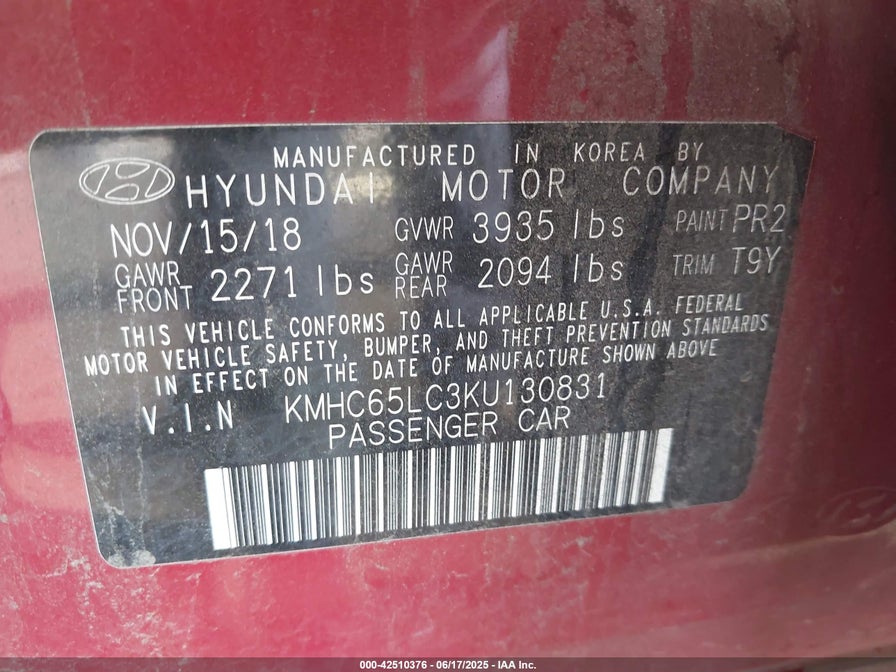 MANUFACTURED IN KOREA BY
HYUNDAI MOTOR COMPANY
NOV/15/18 GVWR 3935 lbs PAINT PR2
GAWR FRONT 2271 lbs GAWR REAR 2094 lbs TRIM T9Y
THIS VEHICLE CONFORMS TO ALL APPLICABLE U.S.A. FEDERAL
MOTOR VEHICLE SAFETY, BUMPER, AND THEFT PREVENTION STANDARDS
IN EFFECT ON THE DATE OF MANUFACTURE SHOWN ABOVE
V.I.N KMHC65LC3KU130831
PASSENGER CAR
000-42510376 - 06/17/2025 - IAA Inc.